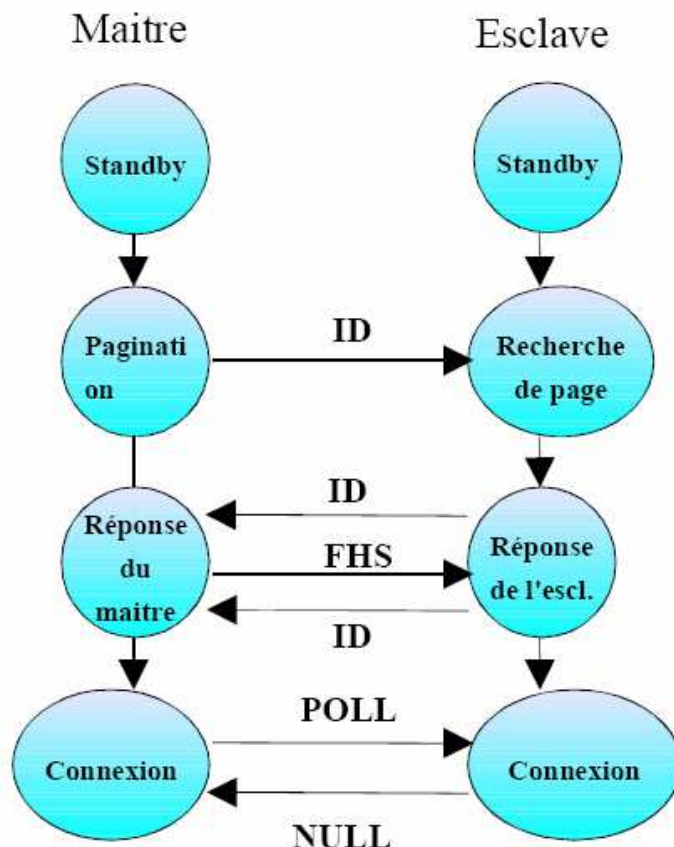 Maitre
Esclave
Standby
Standby
Paginati
on
ID
Recherche
de page
ID
Réponse
du
maitre
FHS
Réponse
de l'escl.
ID
POLL
Connexion
Connexion
NULL